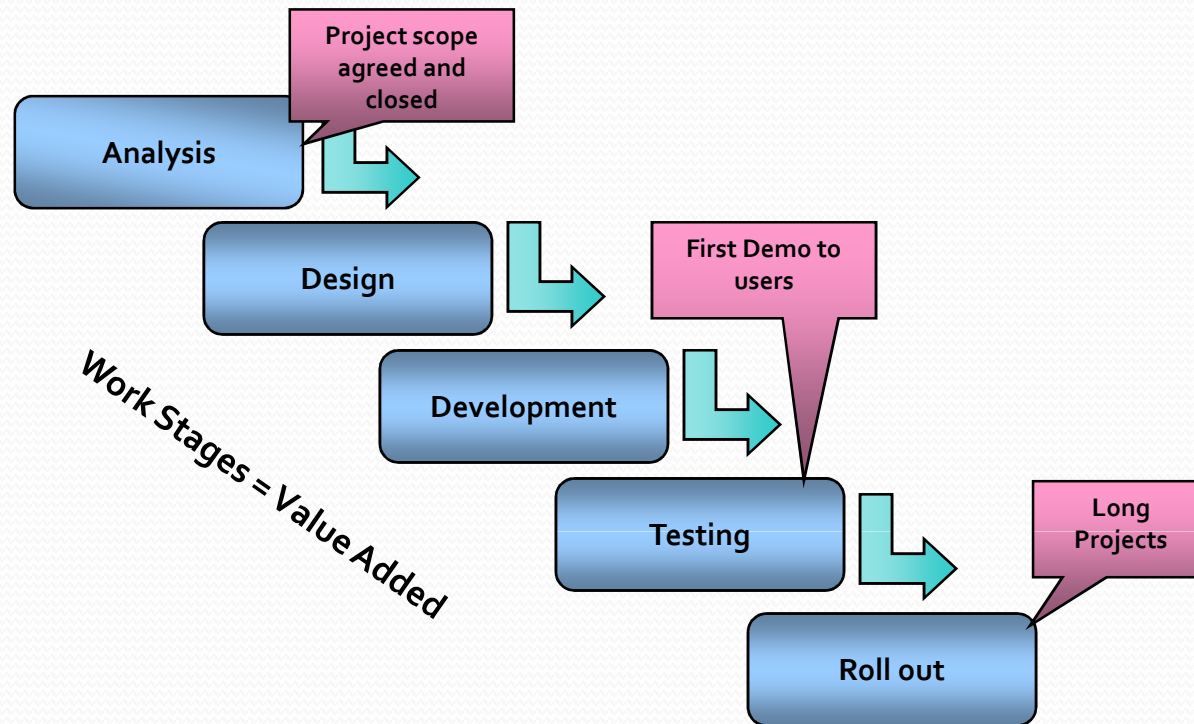 Project scope
agreed and
closed
Analysis
Design
First Demo to
users
Development
Work Stages = Value Added
Testing
Long
Projects
Roll out